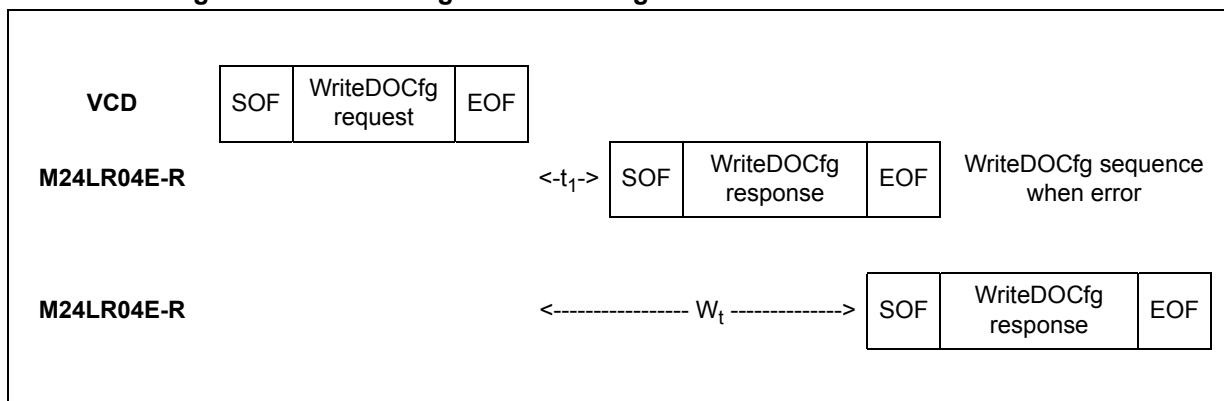 VCD
SOF
WriteDOCfg
request
EOF
M24LR04E-R
<-t1->
SOF
WriteDOCfg
response
EOF
WriteDOCfg sequence
when error
M24LR04E-R
<----------------- Wt -------------->
SOF
WriteDOCfg
response
EOF